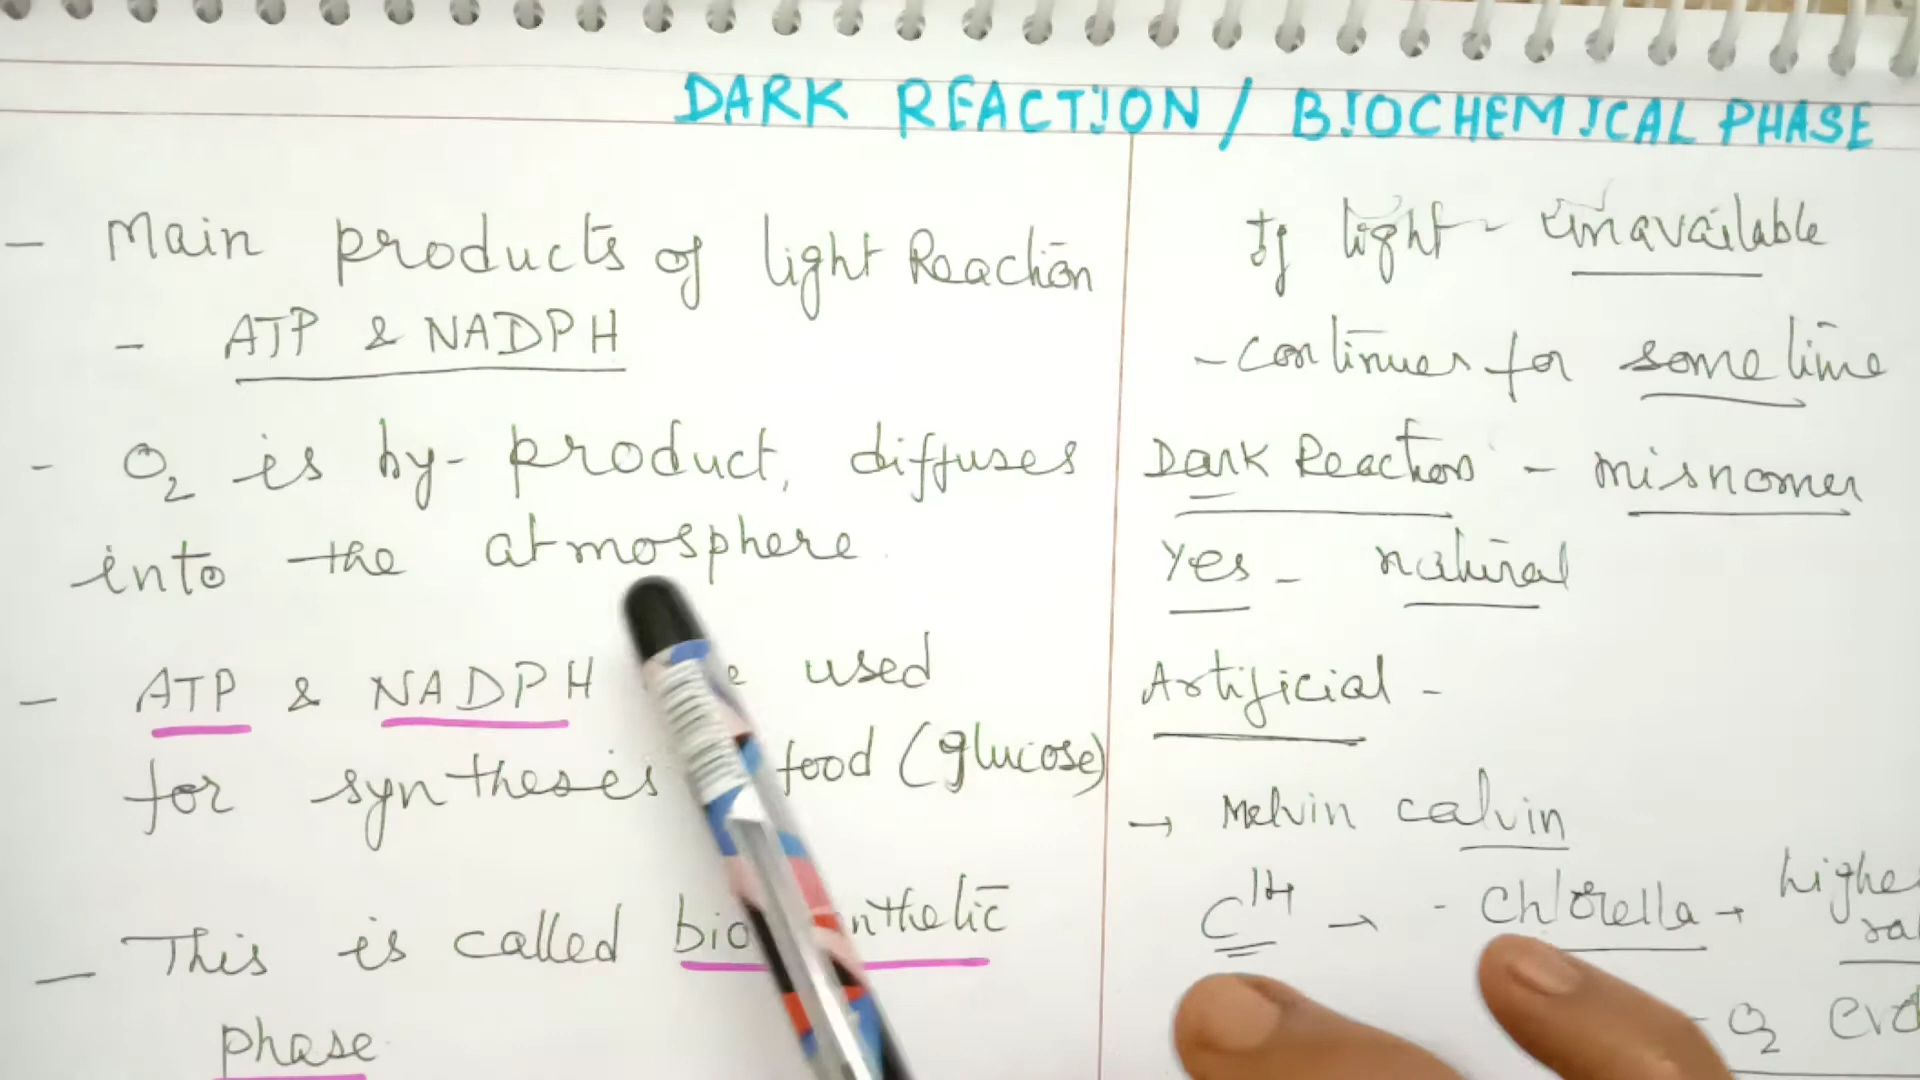 DARK REACTION / BIOCHEMICAL PHASE
- Main products of light Reaction
- ATP & NADPH
- O2 is by-product, diffuses
into the atmosphere.
- ATP & NADPH used
for synthesis food (glucose)
- This is called
phase
If light - unavailable
- continues for some time
Dark Reaction - misnomer
Yes - natural
Artificial -
→ Melvin calvin
C14 → - Chlorella →
- O2